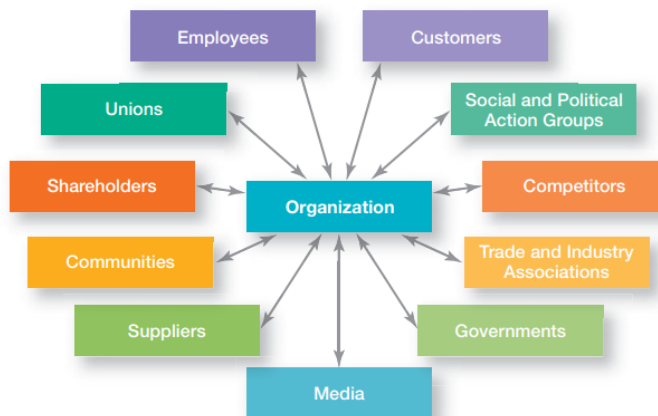 Employees
Customers
Unions
Social and Political
Action Groups
Shareholders
Organization
Competitors
Communities
Trade and Industry
Associations
Suppliers
Governments
Media